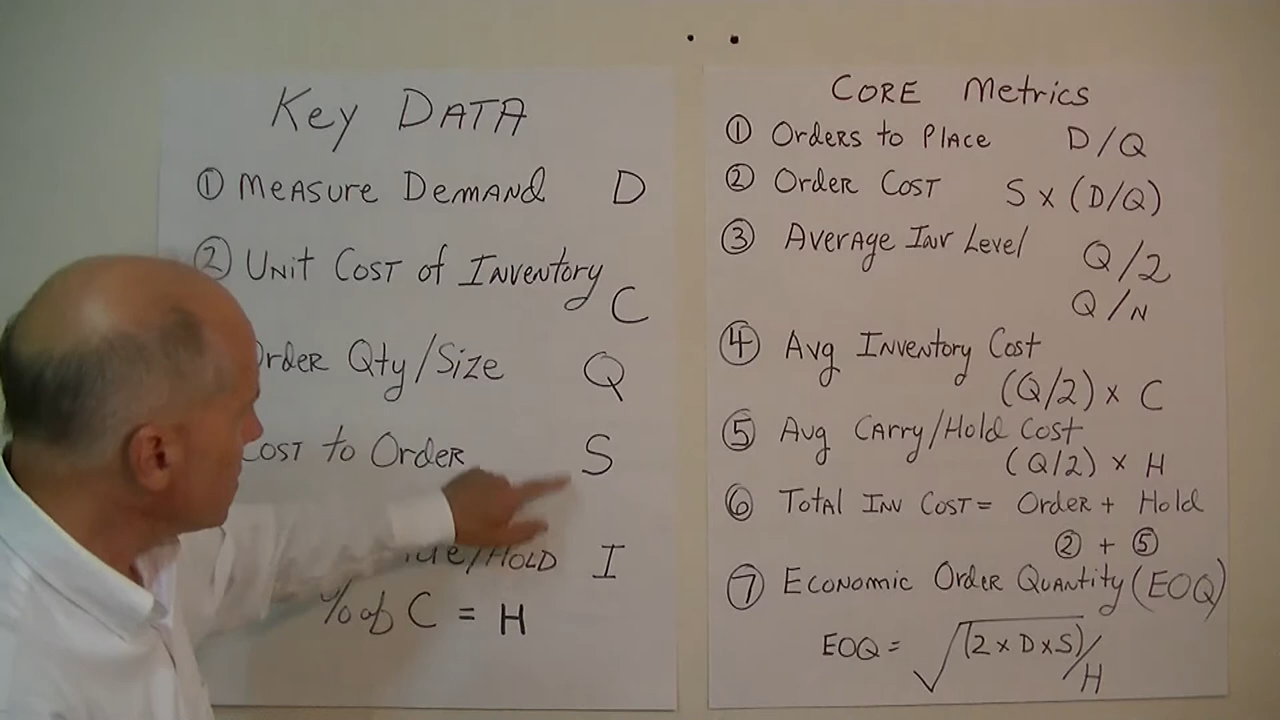 Key DATA
① MEASURE DEMAND D
② UNIT COST of INVENTORY
C
Order Qty/Size Q
COST to Order S
/HOLD I
% of C = H
CORE Metrics
① Orders to Place D/Q
② Order COST S x (D/Q)
③ Average Inv Level Q/2
Q/N
④ Avg Inventory Cost
(Q/2) x C
⑤ Avg CARRY/Hold Cost
(Q/2) x H
⑥ Total INV COST = Order + Hold
② + ⑤
⑦ Economic Order Quantity (EOQ)
EOQ = √(2 x D x S)/H